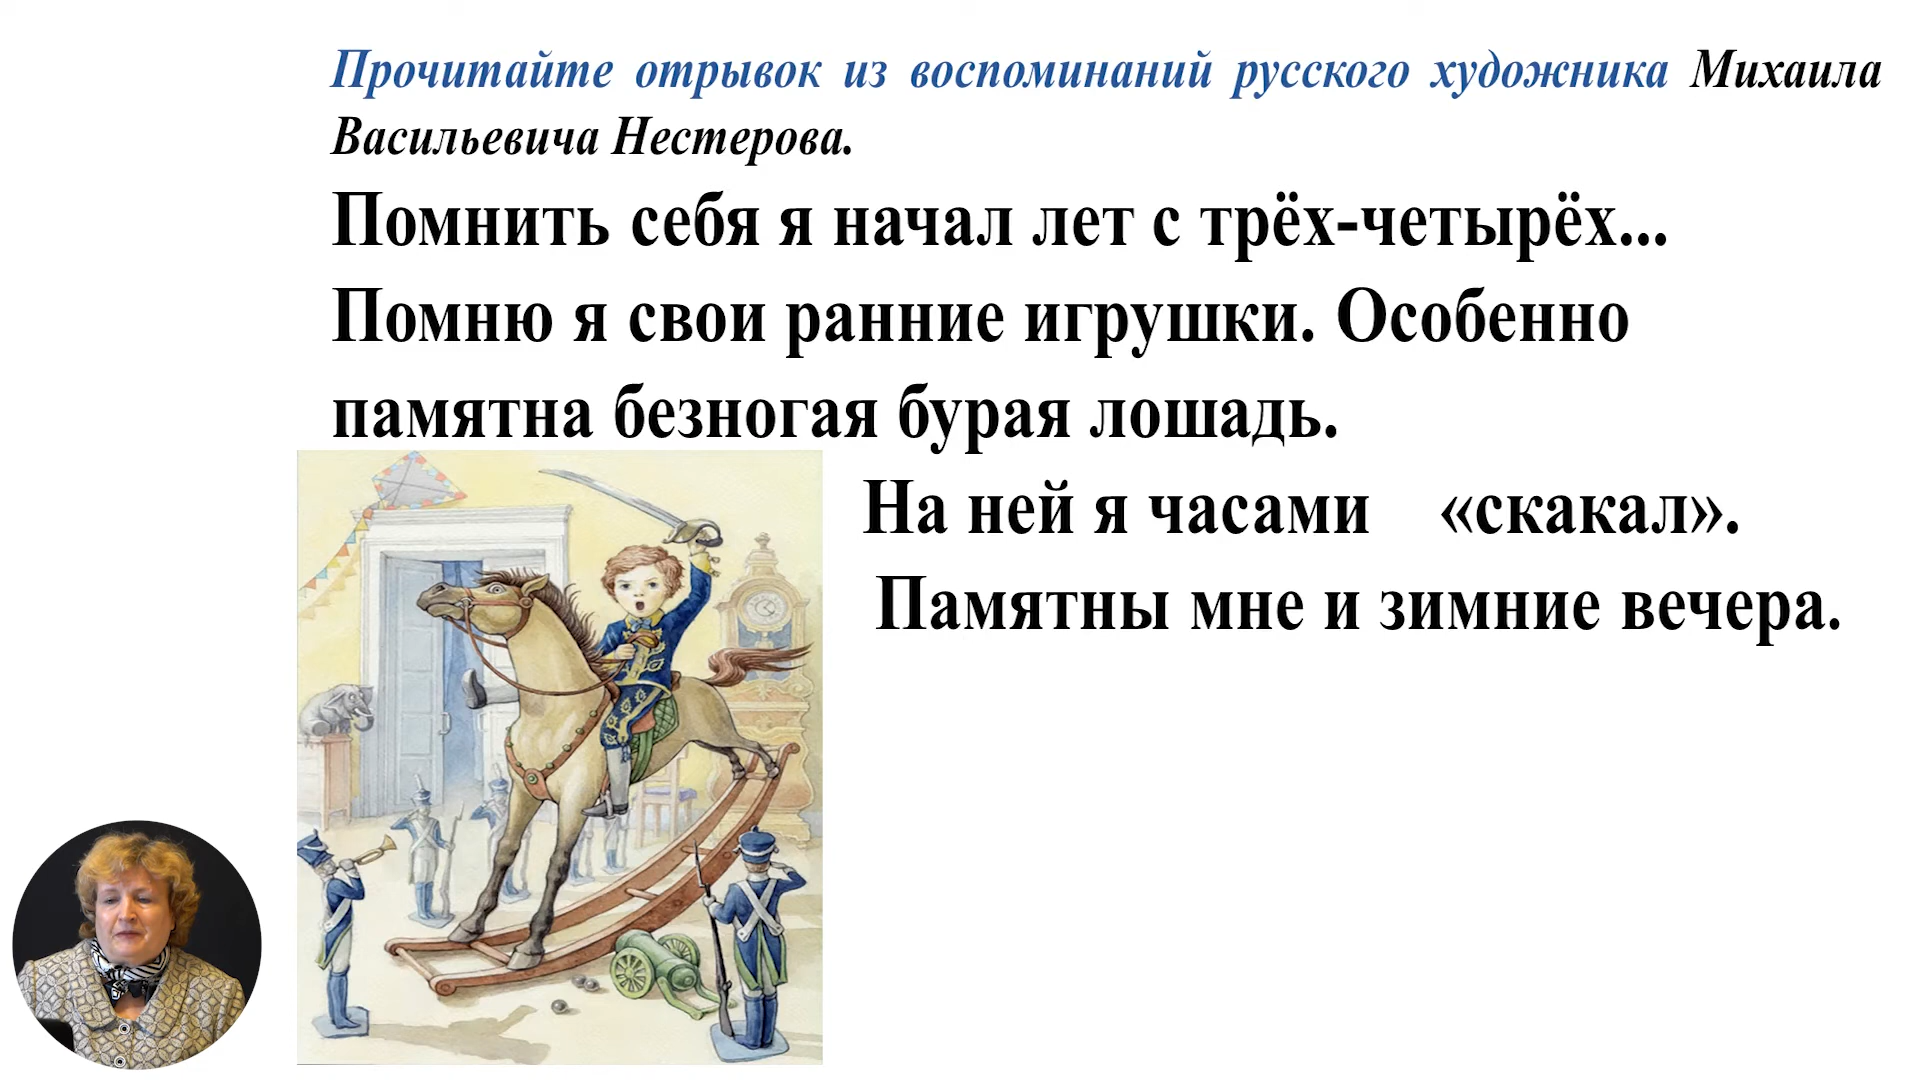 Прочитайте отрывок из воспоминаний русского художника Михаила
Васильевича Нестерова.
Помнить себя я начал лет с трёх-четырёх...
Помню я свои ранние игрушки. Особенно
памятна безногая бурая лошадь.
На ней я часами «скакал».
Памятны мне и зимние вечера.